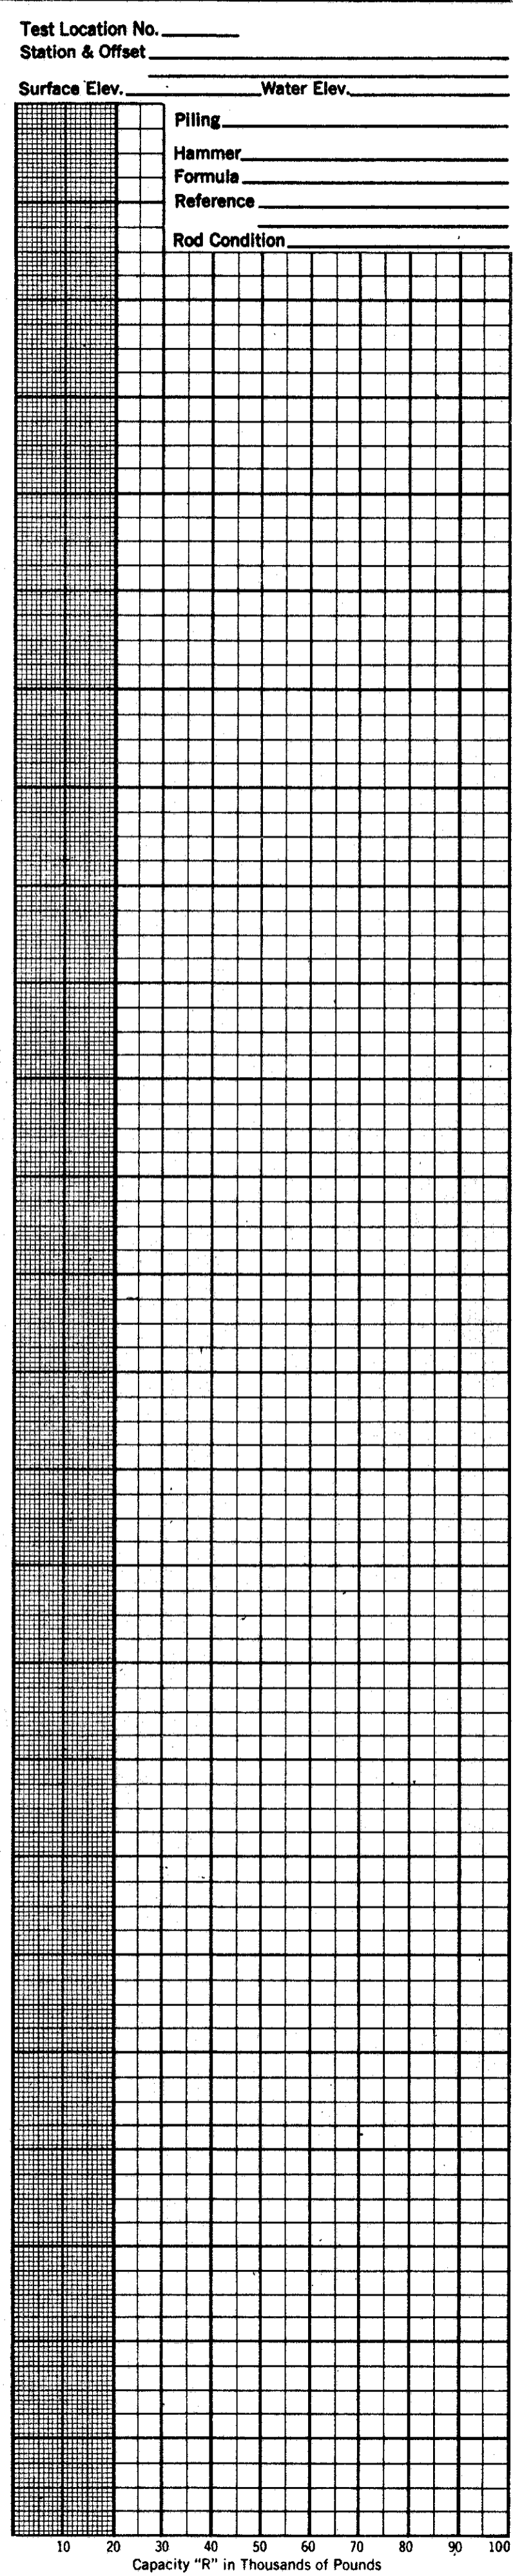 Test Location No.
Station & Offset
Surface Elev. Water Elev.
Piling
Hammer
Formula
Reference
Rod Condition
10 20 30 40 50 60 70 80 90 100
Capacity "R" in Thousands of Pounds